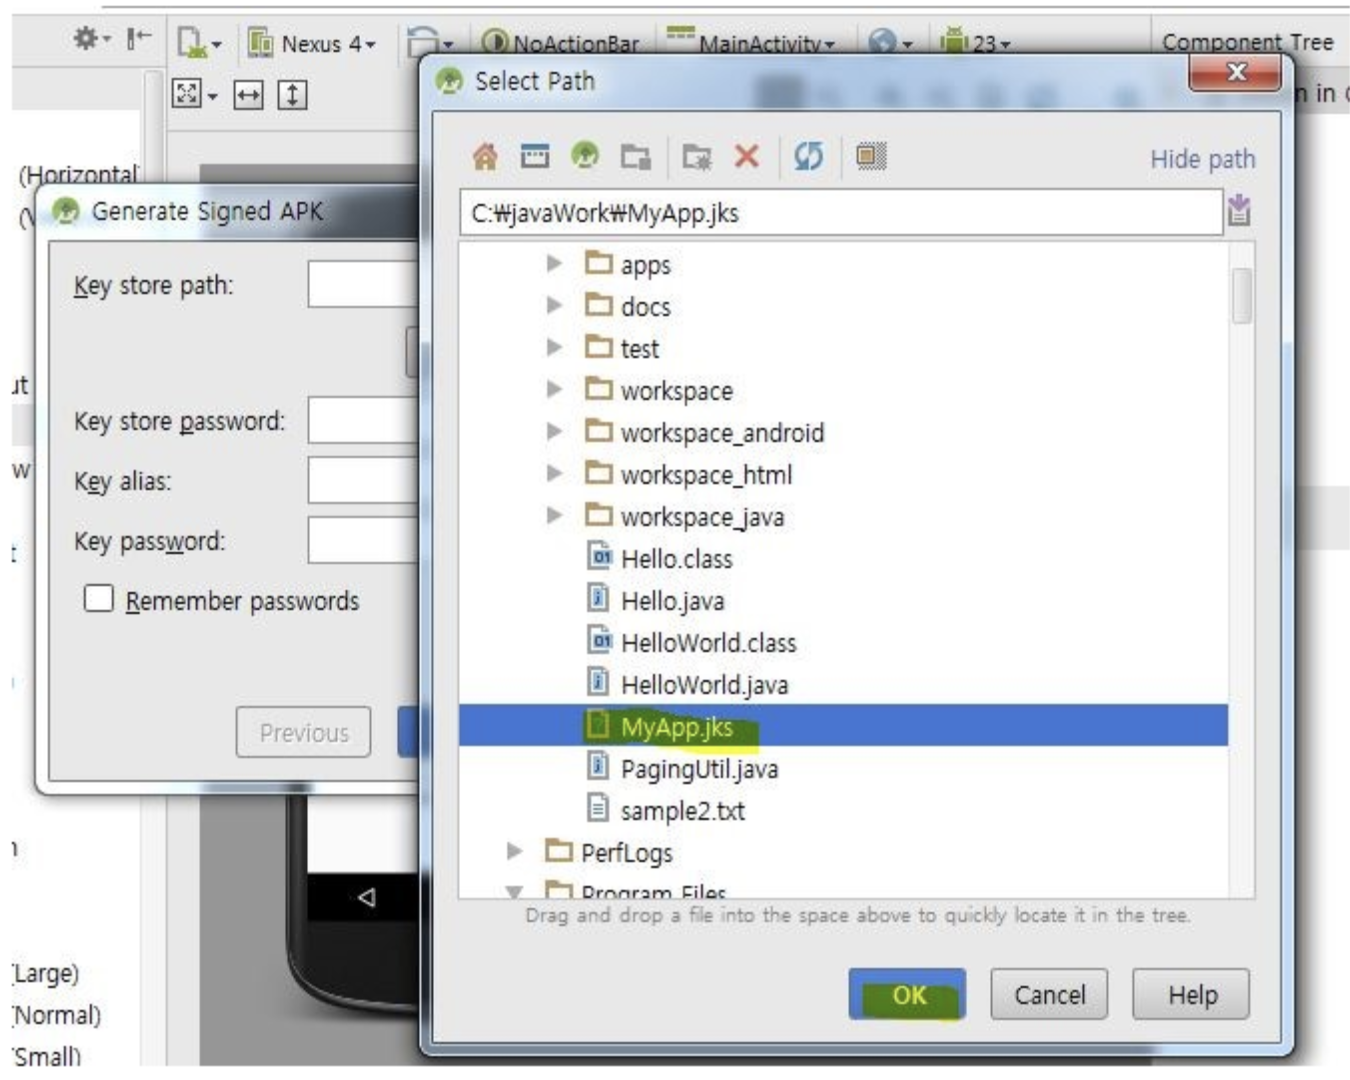 Nexus 4
NoActionBar
MainActivity
23
Component Tree
n in
(Horizontal)
Generate Signed APK
Key store path:
Key store password:
Key alias:
Key password:
Remember passwords
Previous
Select Path
Hide path
C:₩javaWork₩MyApp.jks
apps
docs
test
workspace
workspace_android
workspace_html
workspace_java
Hello.class
Hello.java
HelloWorld.class
HelloWorld.java
MyApp.jks
PagingUtil.java
sample2.txt
PerfLogs
Program Files
Drag and drop a file into the space above to quickly locate it in the tree.
OK
Cancel
Help
(Large)
(Normal)
(Small)